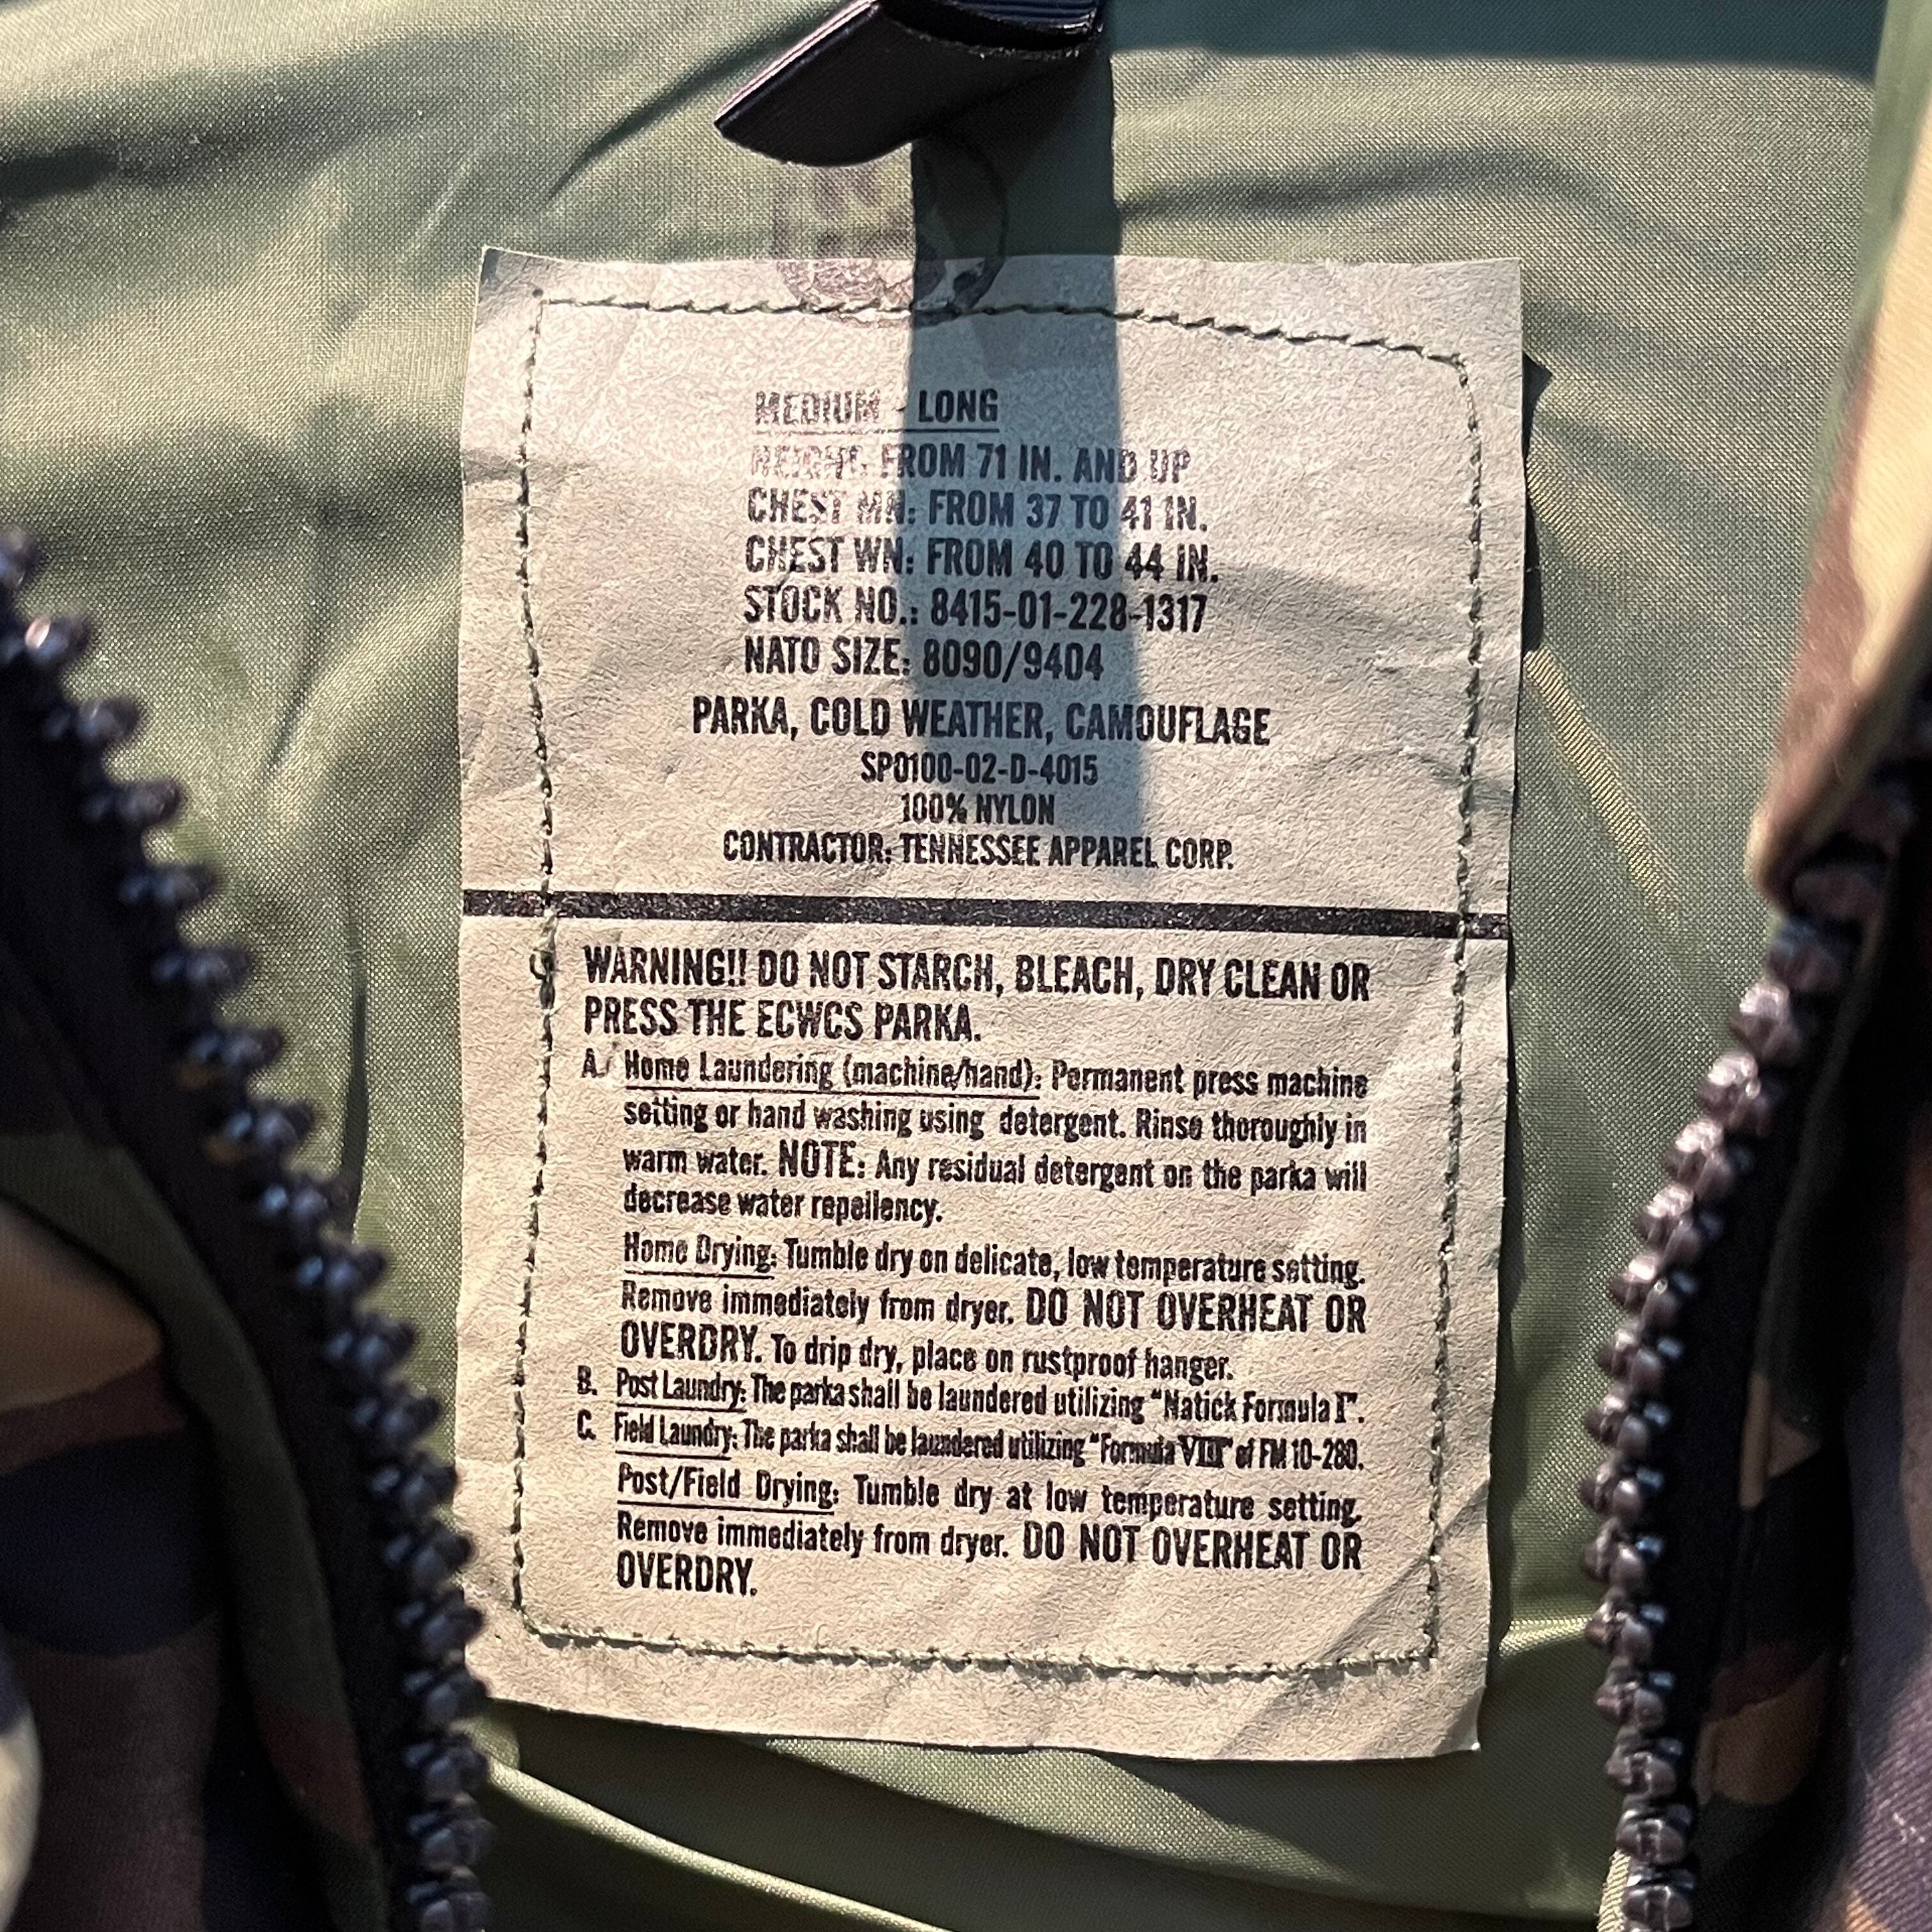 MEDIUM - LONG
HEIGHT: FROM 71 IN. AND UP
CHEST MN: FROM 37 TO 41 IN.
CHEST WN: FROM 40 TO 44 IN.
STOCK NO.: 8415-01-228-1317
NATO SIZE: 8090/9404
PARKA, COLD WEATHER, CAMOUFLAGE
SP0100-02-D-4015
100% NYLON
CONTRACTOR: TENNESSEE APPAREL CORP.
WARNING!! DO NOT STARCH, BLEACH, DRY CLEAN OR
PRESS THE ECWCS PARKA.
A. Home Laundering (machine/hand): Permanent press machine
setting or hand washing using detergent. Rinse thoroughly in
warm water. NOTE: Any residual detergent on the parka will
decrease water repellency.
Home Drying: Tumble dry on delicate, low temperature setting.
Remove immediately from dryer. DO NOT OVERHEAT OR
OVERDRY. To drip dry, place on rustproof hanger.
B. Post Laundry: The parka shall be laundered utilizing "Natick Formula I".
C. Field Laundry: The parka shall be laundered utilizing "Formula VIII" of FM 10-280.
Post/Field Drying: Tumble dry at low temperature setting.
Remove immediately from dryer. DO NOT OVERHEAT OR
OVERDRY.